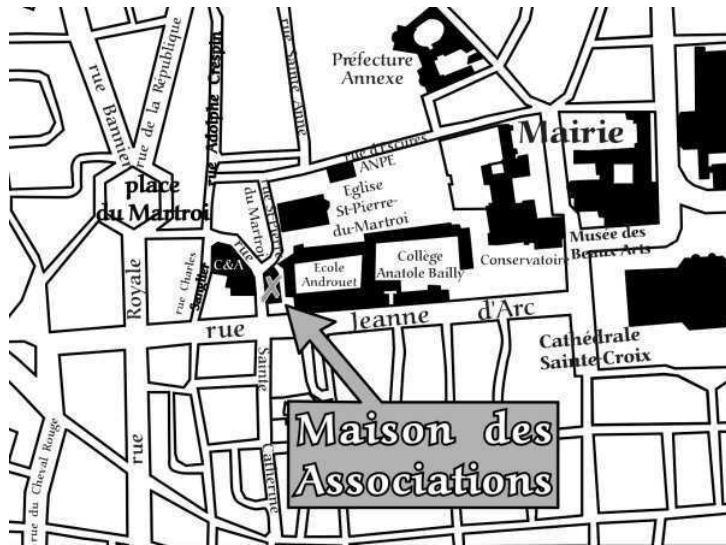 rue Bannier
rue de la République
rue Adolphe Crespin
rue Sainte Anne
Préfecture
Annexe
rue d'Escures
ANPE
Mairie
place
du Martroi
rue St Pierre
du Martroi
Eglise
St-Pierre-
du-Martroi
rue
C&A
Ecole
Androuet
Collège
Anatole Bailly
Conservatoire
Musée des
Beaux Arts
Royale
rue Charles
Sanglier
rue
Jeanne
d'Arc
Cathédrale
Sainte-Croix
Sainte
Catherine
rue
rue du Cheval Rouge
Maison des
Associations